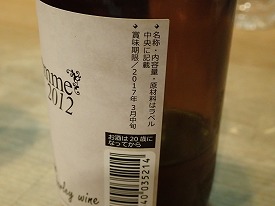 名称・内容量・原材料はラベル
中央に記載
賞味期限／2017年3月中旬
お酒は20歳に
なってから
2012
wine
40035214